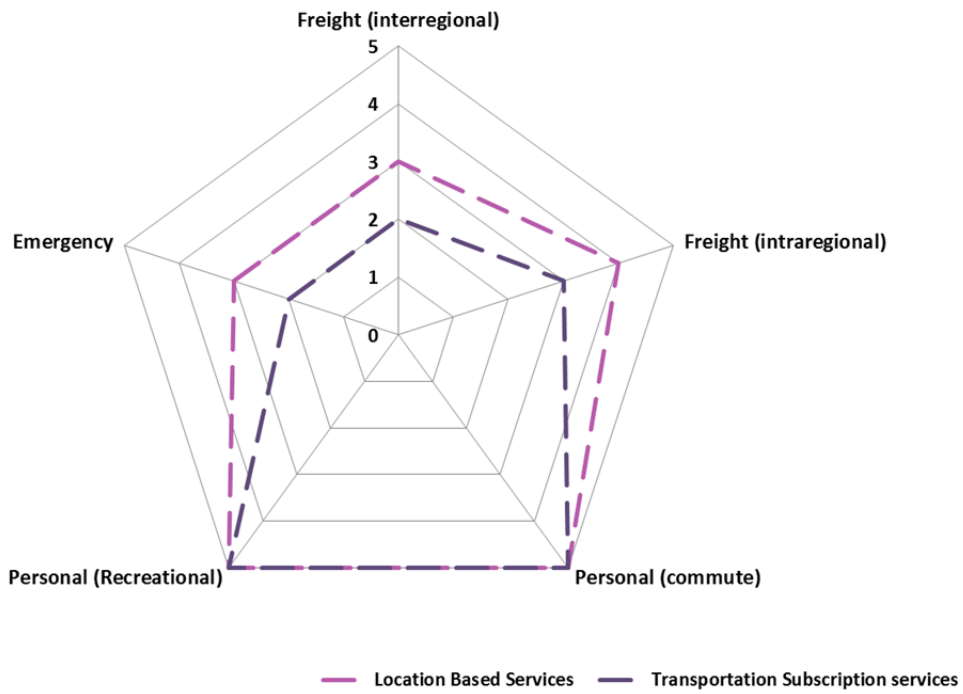 Freight (interregional)
5
4
3
2
1
0
Emergency
Freight (intraregional)
Personal (Recreational)
Personal (commute)
Location Based Services
Transportation Subscription services